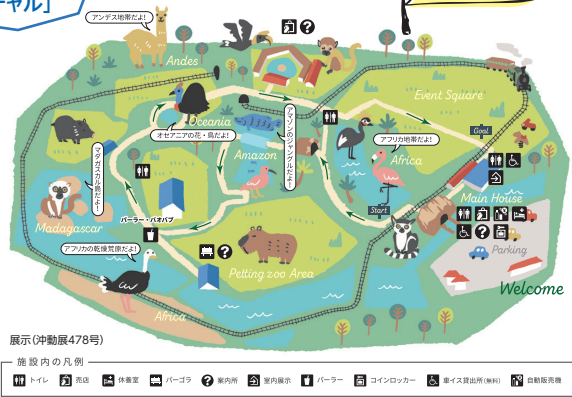 ャル」
アンデス地帯だよ!
Andes
Event Square
Oceania
オセアニアの花・鳥だよ!
アマゾンのジャングルだよ!
Amazon
アフリカ地帯だよ!
Africa
Goal
Start
Main House
マダガスカル島だよ!
Madagascar
パーラー・バオバブ
アフリカの乾燥荒原だよ!
Petting zoo Area
Parking
Welcome
Africa
展示(沖動展478号)
施設内の凡例
トイレ 売店 休養室 パーゴラ 案内所 室内展示 パーラー コインロッカー 車イス貸出所(無料) 自動販売機